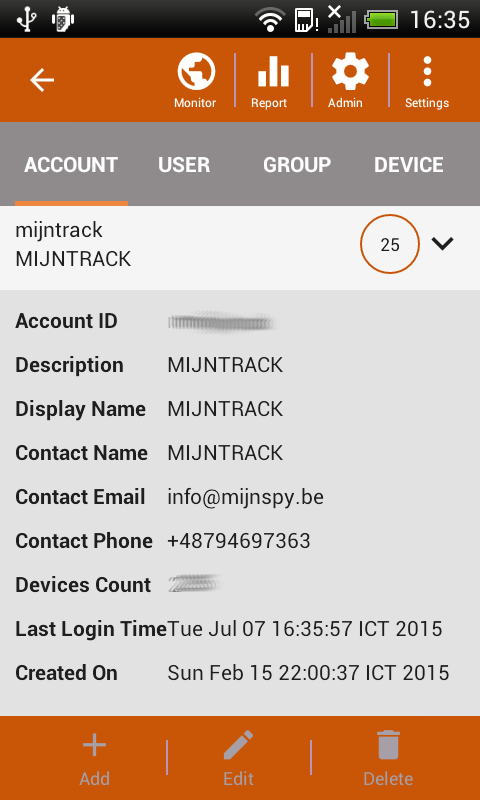 16:35
Monitor
Report
Admin
Settings
ACCOUNT USER GROUP DEVICE
mijntrack
MIJNTRACK
25
Account ID
Description MIJNTRACK
Display Name MIJNTRACK
Contact Name MIJNTRACK
Contact Email info@mijnspy.be
Contact Phone +48794697363
Devices Count
Last Login Time Tue Jul 07 16:35:57 ICT 2015
Created On Sun Feb 15 22:00:37 ICT 2015
Add Edit Delete